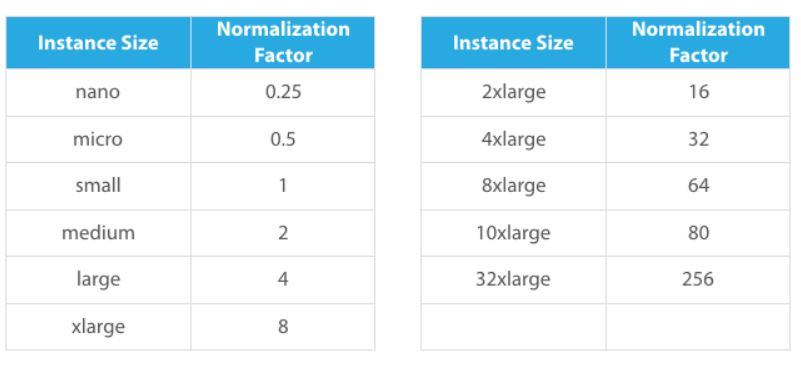 Instance Size
Normalization
Factor
nano 0.25
micro 0.5
small 1
medium 2
large 4
xlarge 8
Instance Size
Normalization
Factor
2xlarge 16
4xlarge 32
8xlarge 64
10xlarge 80
32xlarge 256